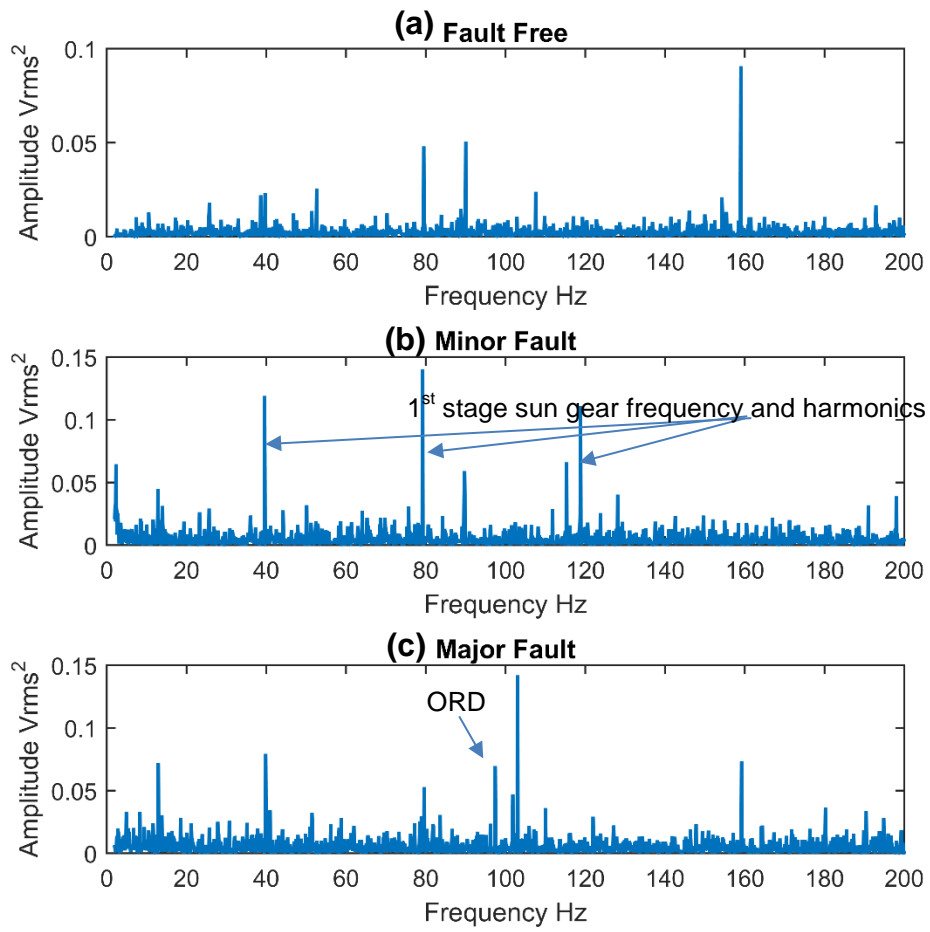 (a) Fault Free
Amplitude Vrms²
0.1
0.05
0
0 20 40 60 80 100 120 140 160 180 200
Frequency Hz
(b) Minor Fault
Amplitude Vrms²
0.15
0.1
0.05
0
1st stage sun gear frequency and harmonics
0 20 40 60 80 100 120 140 160 180 200
Frequency Hz
(c) Major Fault
Amplitude Vrms²
0.15
0.1
0.05
0
ORD
0 20 40 60 80 100 120 140 160 180 200
Frequency Hz